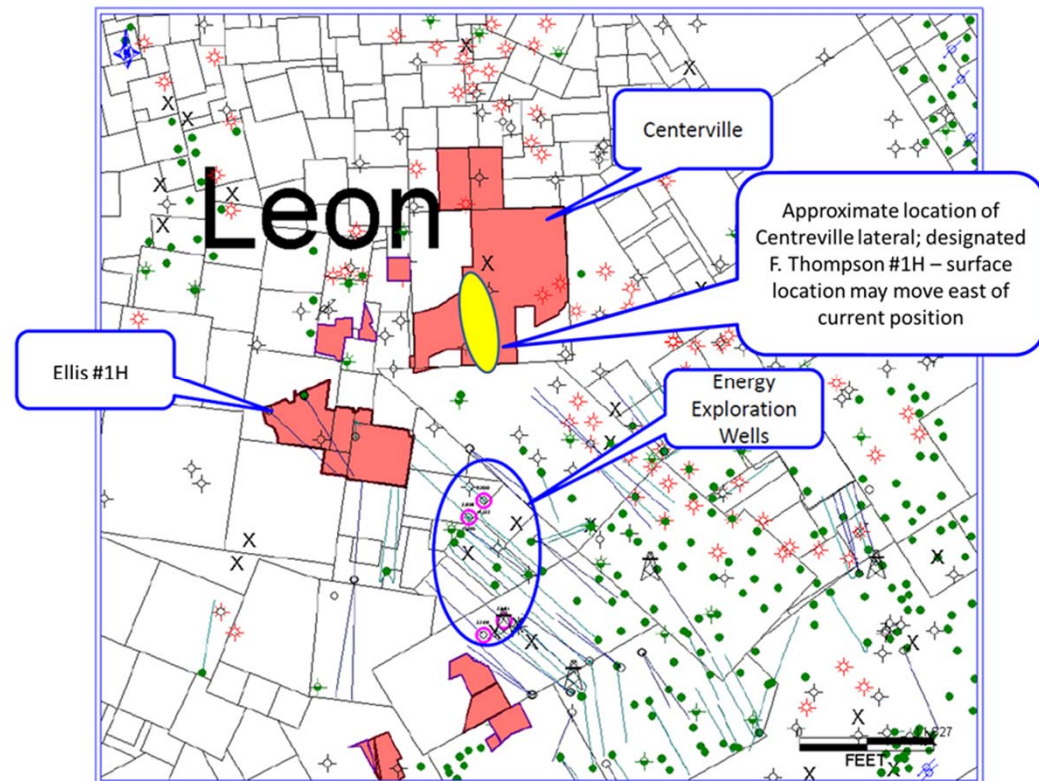 Leon
Centerville
Approximate location of
Centreville lateral; designated
F. Thompson #1H – surface
location may move east of
current position
Ellis #1H
Energy
Exploration
Wells
FEET